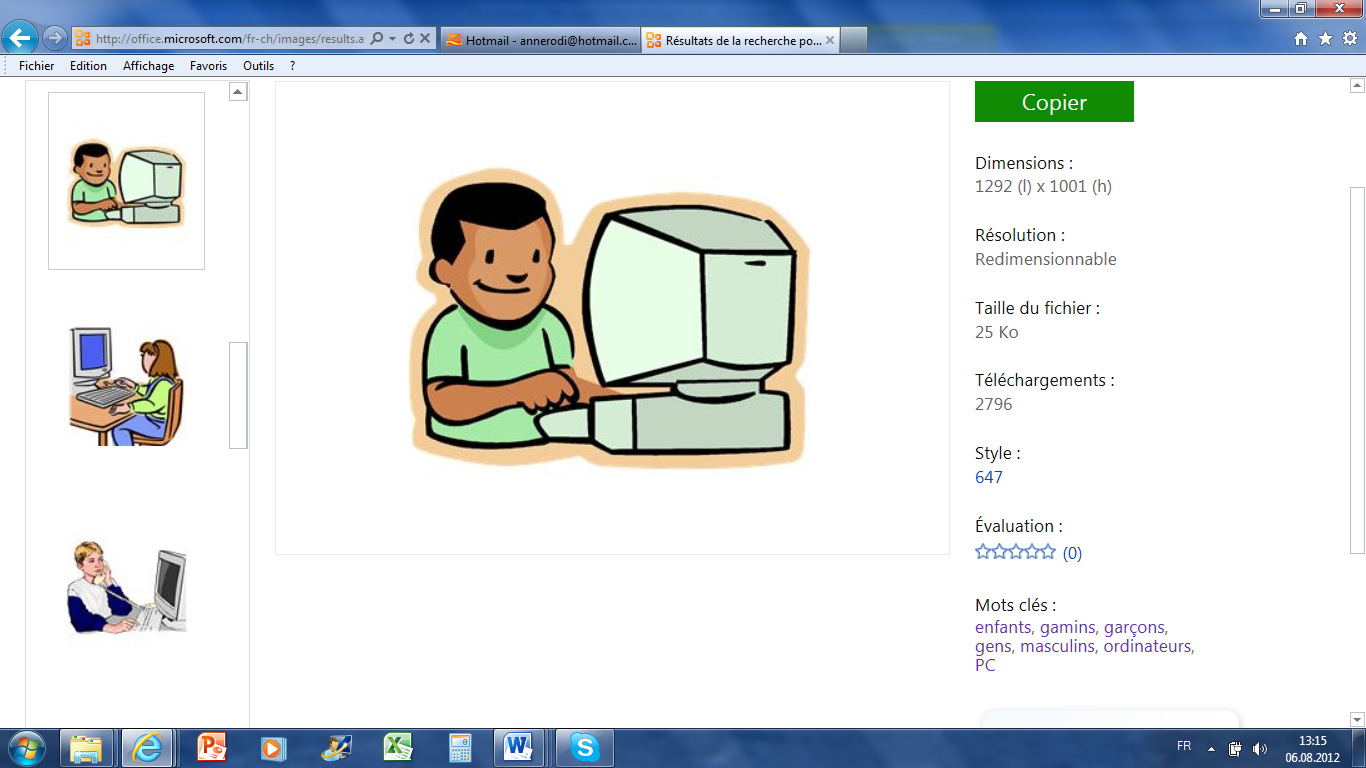 http://office.microsoft.com/fr-ch/images/results.a
Hotmail - annerodi@hotmail.c...
Résultats de la recherche po...
Fichier Edition Affichage Favoris Outils ?
Copier
Dimensions :
1292 (l) x 1001 (h)
Résolution :
Redimensionnable
Taille du fichier :
25 Ko
Téléchargements :
2796
Style :
647
Évaluation :
(0)
Mots clés :
enfants, gamins, garçons,
gens, masculins, ordinateurs,
PC
FR
13:15
06.08.2012